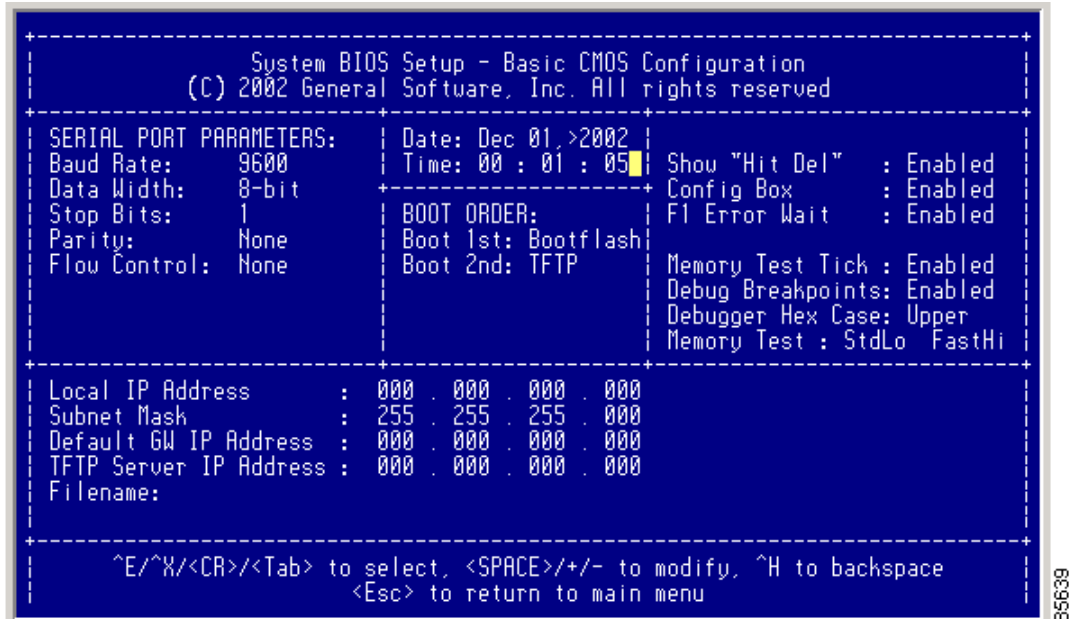 System BIOS Setup - Basic CMOS Configuration
(C) 2002 General Software, Inc. All rights reserved
SERIAL PORT PARAMETERS:
Baud Rate: 9600
Data Width: 8-bit
Stop Bits: 1
Parity: None
Flow Control: None
Date: Dec 01,>2002
Time: 00 : 01 : 05
BOOT ORDER:
Boot 1st: Bootflash
Boot 2nd: TFTP
Show "Hit Del" : Enabled
Config Box : Enabled
F1 Error Wait : Enabled
Memory Test Tick : Enabled
Debug Breakpoints: Enabled
Debugger Hex Case: Upper
Memory Test : StdLo FastHi
Local IP Address : 000 . 000 . 000 . 000
Subnet Mask : 255 . 255 . 255 . 000
Default GW IP Address : 000 . 000 . 000 . 000
TFTP Server IP Address : 000 . 000 . 000 . 000
Filename:
^E/^X/<CR>/<Tab> to select, <SPACE>/+/- to modify, ^H to backspace
<Esc> to return to main menu
85639